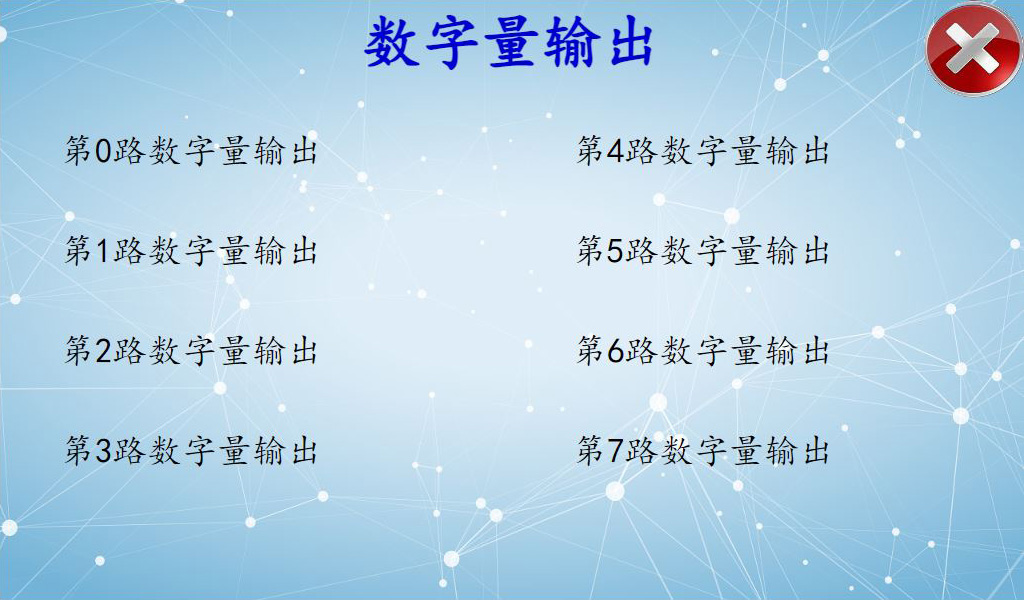 数字量输出
第0路数字量输出
第1路数字量输出
第2路数字量输出
第3路数字量输出
第4路数字量输出
第5路数字量输出
第6路数字量输出
第7路数字量输出